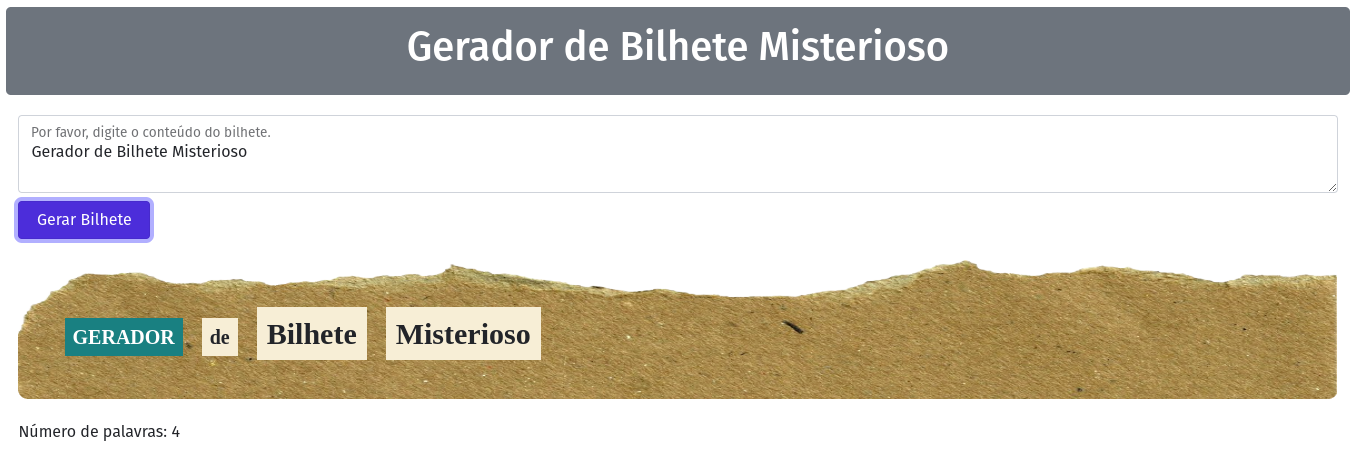 Gerador de Bilhete Misterioso
Por favor, digite o conteúdo do bilhete.
Gerador de Bilhete Misterioso
Gerar Bilhete
GERADOR de Bilhete Misterioso
Número de palavras: 4